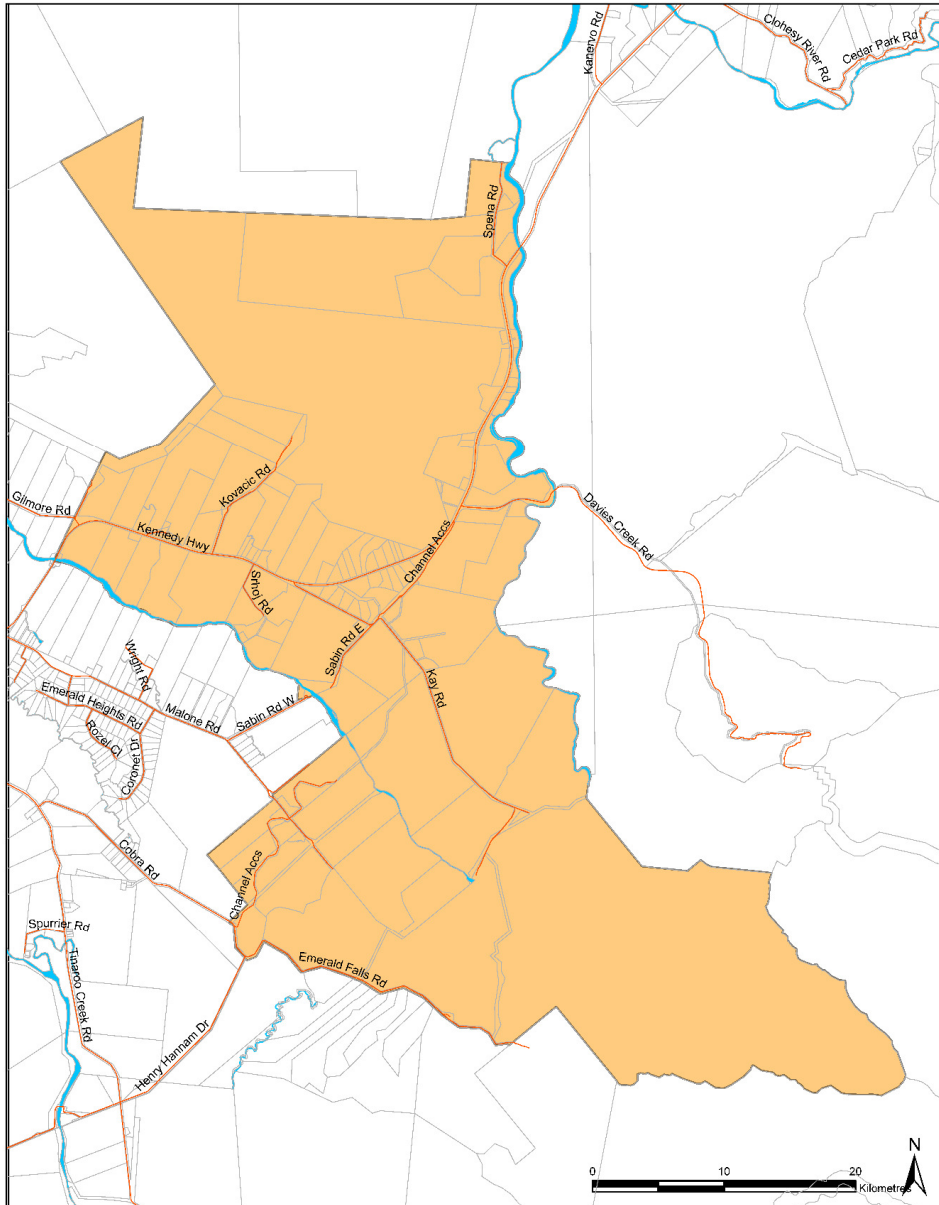 Clohesy River Rd
Cedar Park Rd
Kanervo Rd
Spena Rd
Kovacic Rd
Gilmore Rd
Kennedy Hwy
Channel Accs
Davies Creek Rd
Srhoj Rd
Sabin Rd E
Kay Rd
Wright Rd
Emerald Heights Rd
Malone Rd
Sabin Rd W
Rozel Cl
Coronet Dr
Cobra Rd
Channel Accs
Spurrier Rd
Tinaroo Creek Rd
Emerald Falls Rd
Henry Hannam Dr
N
0 10 20
Kilometres